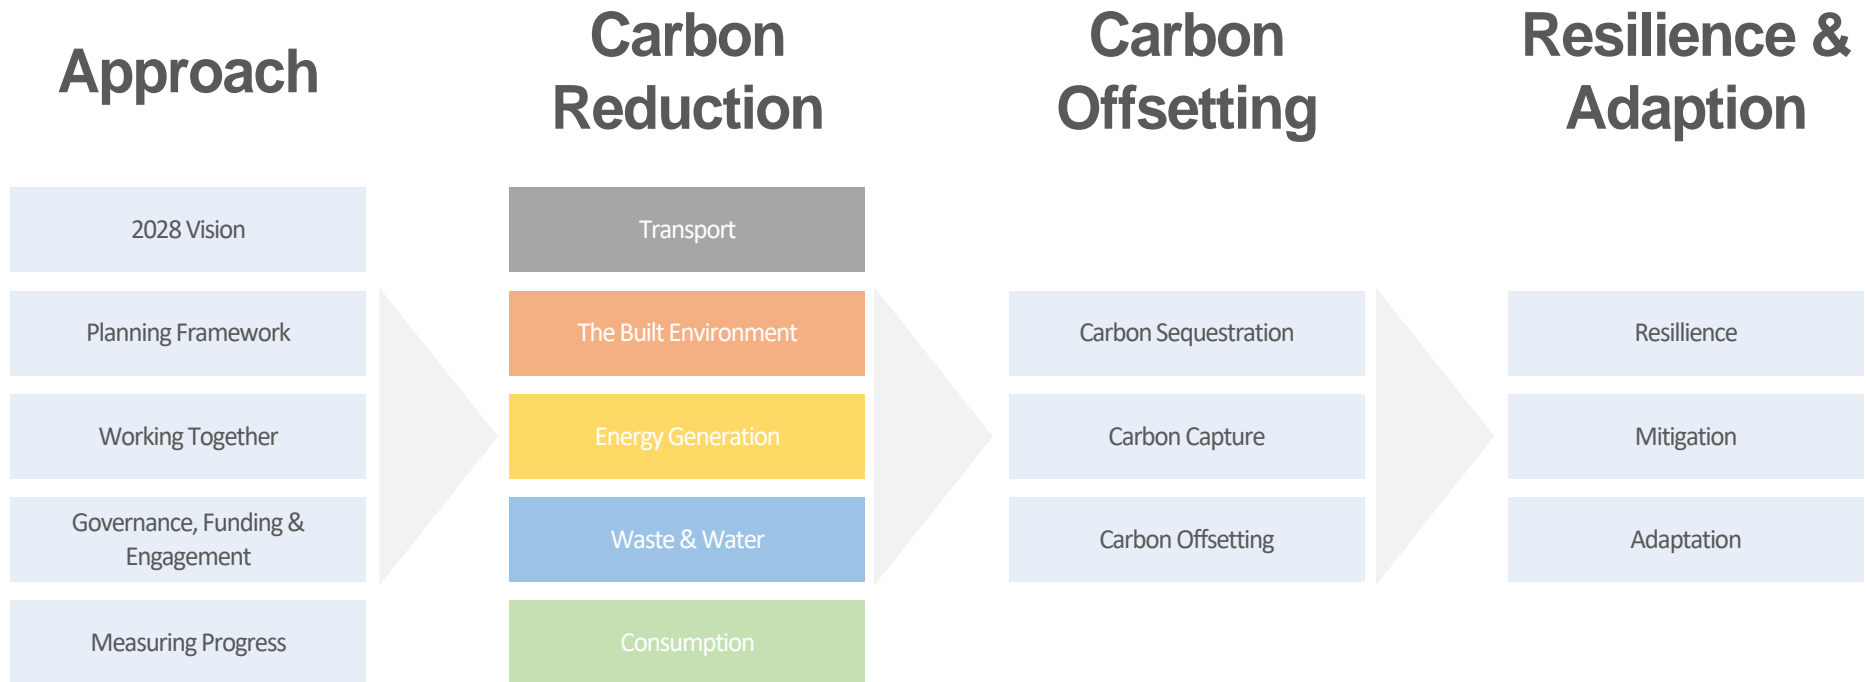 Approach
2028 Vision
Planning Framework
Working Together
Governance, Funding &
Engagement
Measuring Progress
Carbon
Reduction
Transport
The Built Environment
Energy Generation
Waste & Water
Consumption
Carbon
Offsetting
Carbon Sequestration
Carbon Capture
Carbon Offsetting
Resilience &
Adaption
Resillience
Mitigation
Adaptation